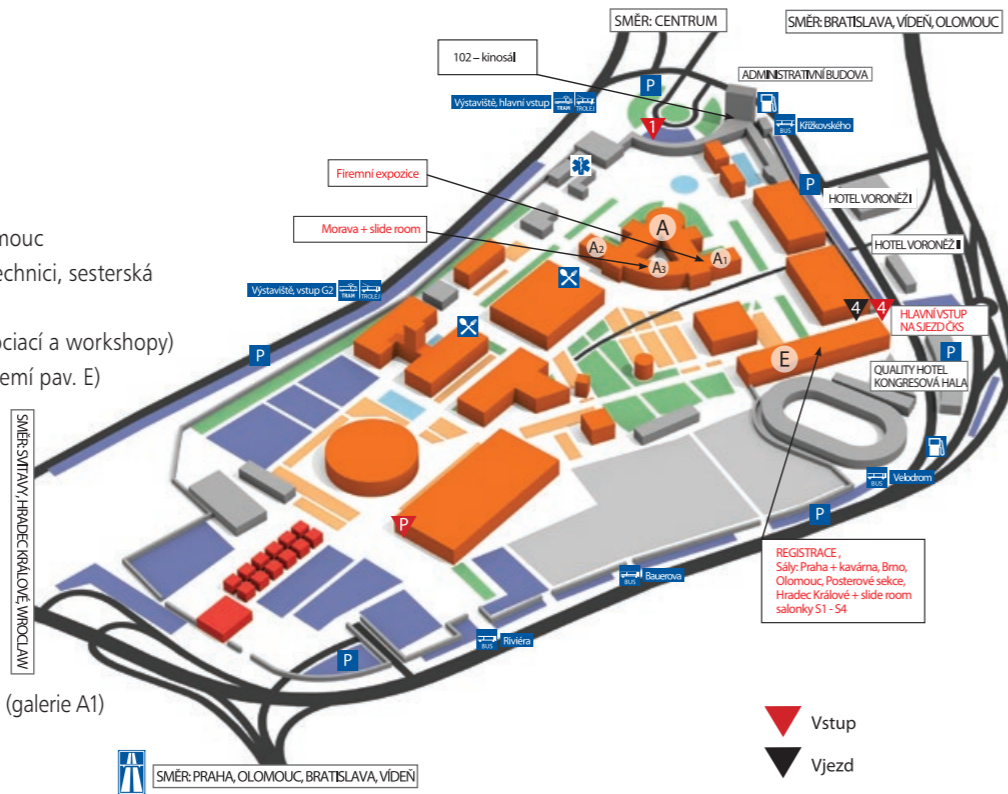 SMĚR: CENTRUM
SMĚR: BRATISLAVA, VÍDEŇ, OLOMOUC
102 – kinosál
ADMINISTRATIVNÍ BUDOVA
P
Výstaviště, hlavní vstup
TRAM
TROLEJ
1
BUS
Křížkovského
Firemní expozice
P
HOTEL VORONĚŽ I
Morava + slide room
A
A2
A1
A3
HOTEL VORONĚŽ II
mouc
echnici, sesterská
Výstaviště, vstup G2
TRAM
TROLEJ
4
4
HLAVNÍ VSTUP
NA SJEZD ČKS
ociací a workshopy)
P
P
E
QUALITY HOTEL
KONGRESOVÁ HALA
emí pav. E)
SMĚR: SVITAVY, HRADEC KRÁLOVÉ, WROCLAW
BUS
Velodrom
P
P
REGISTRACE,
Sály: Praha + kavárna, Brno,
Olomouc, Posterové sekce,
Hradec Králové + slide room
salonky S1 - S4
BUS
Bauerova
BUS
Riviéra
P
(galerie A1)
Vstup
Vjezd
SMĚR: PRAHA, OLOMOUC, BRATISLAVA, VÍDEŇ